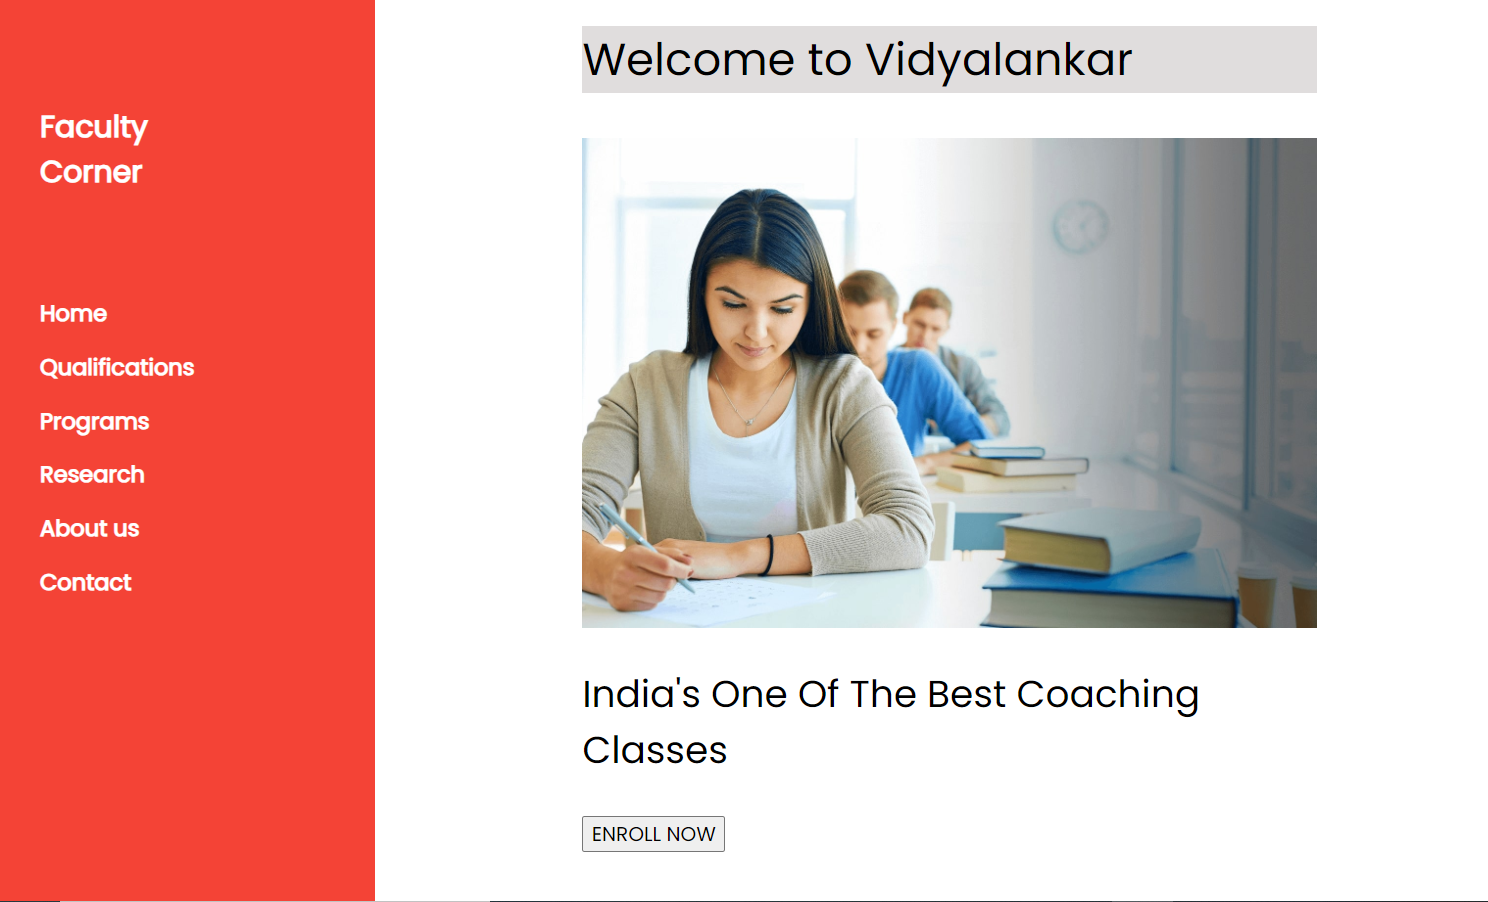 Faculty
Corner
Home
Qualifications
Programs
Research
About us
Contact
Welcome to Vidyalankar
India's One Of The Best Coaching
Classes
ENROLL NOW